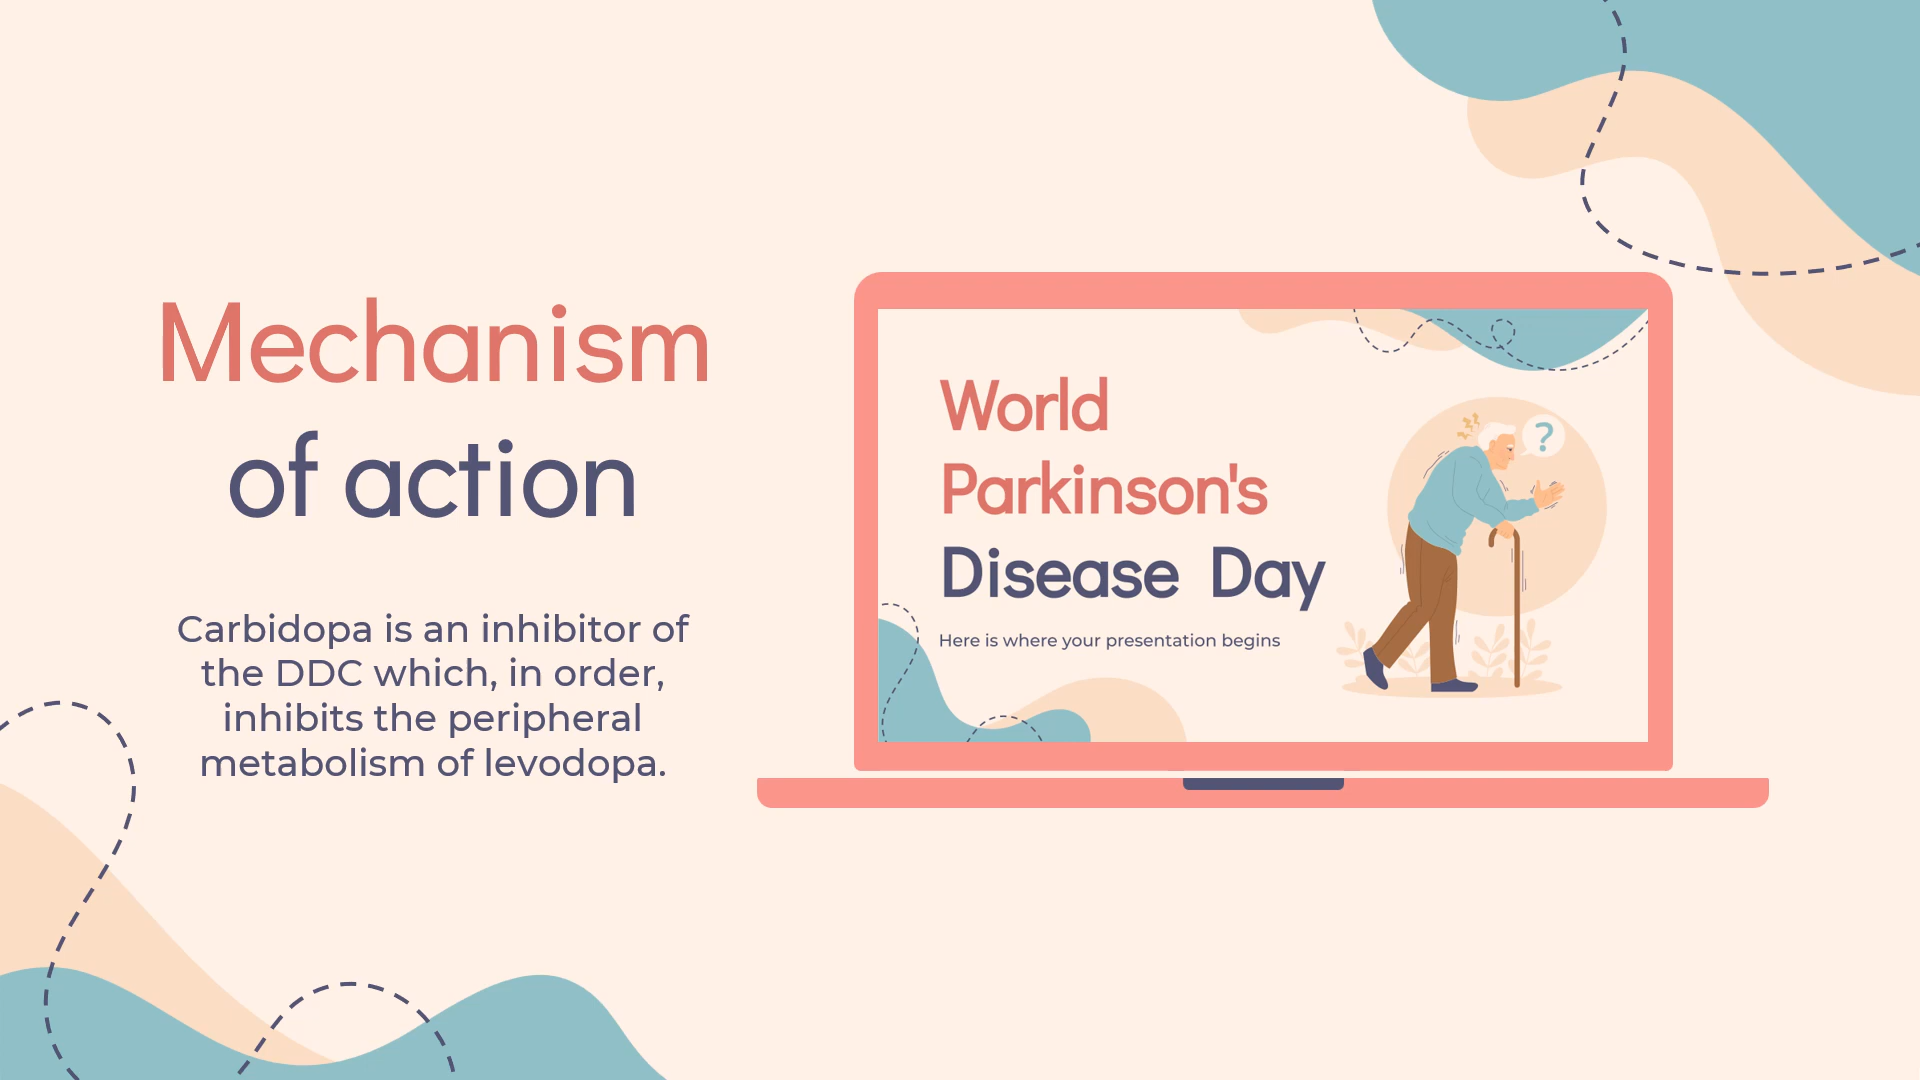 Mechanism
of action
Carbidopa is an inhibitor of
the DDC which, in order,
inhibits the peripheral
metabolism of levodopa.
World
Parkinson's
Disease Day
Here is where your presentation begins
?